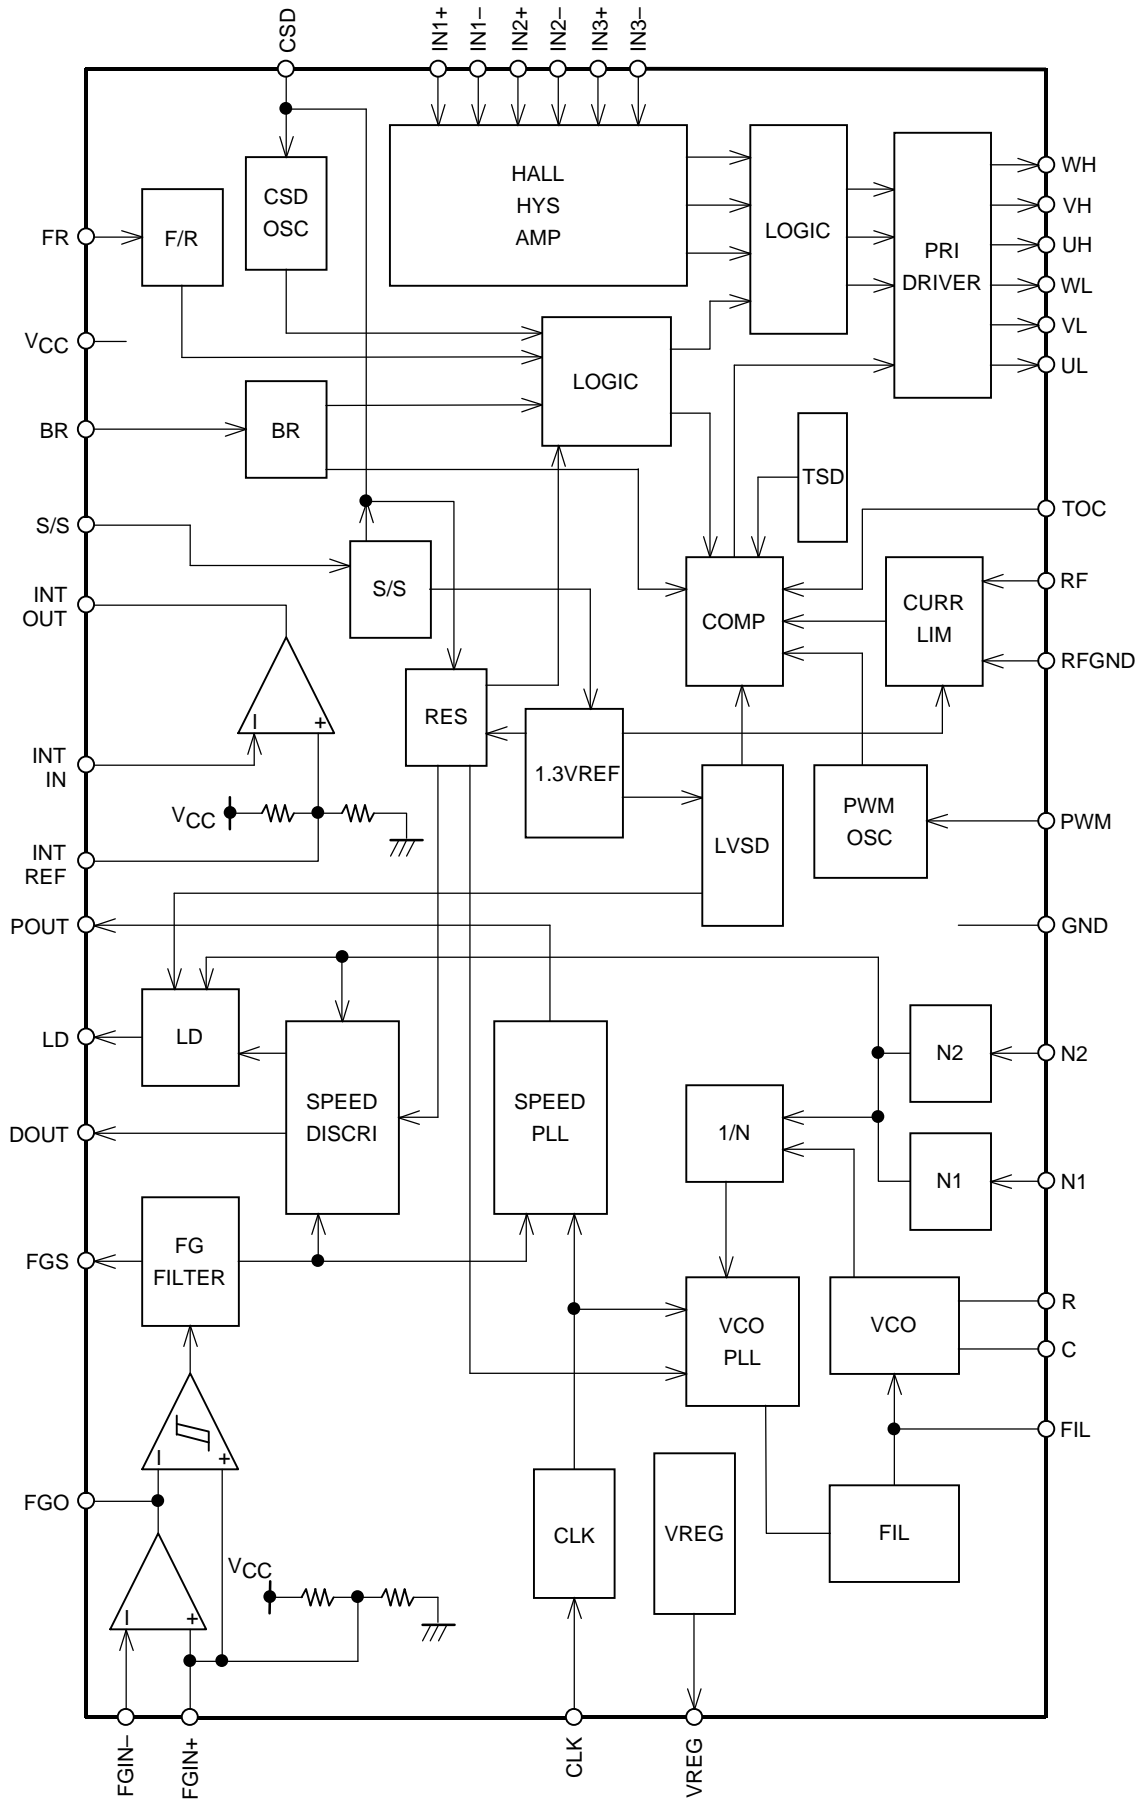 CSD
IN1+
IN1–
IN2+
IN2–
IN3+
IN3–
HALL
HYS
AMP
LOGIC
PRI
DRIVER
WH
VH
UH
WL
VL
UL
CSD
OSC
FR
F/R
VCC
LOGIC
BR
BR
TSD
S/S
S/S
TOC
INT
OUT
COMP
CURR
LIM
RF
RFGND
RES
1.3VREF
I
+
INT
IN
VCC
LVSD
PWM
OSC
PWM
INT
REF
POUT
GND
LD
LD
N2
N2
SPEED
DISCRI
SPEED
PLL
1/N
DOUT
N1
N1
FGS
FG
FILTER
VCO
PLL
VCO
R
C
FIL
I
+
FGO
CLK
VREG
FIL
VCC
I
+
FGIN–
FGIN+
CLK
VREG